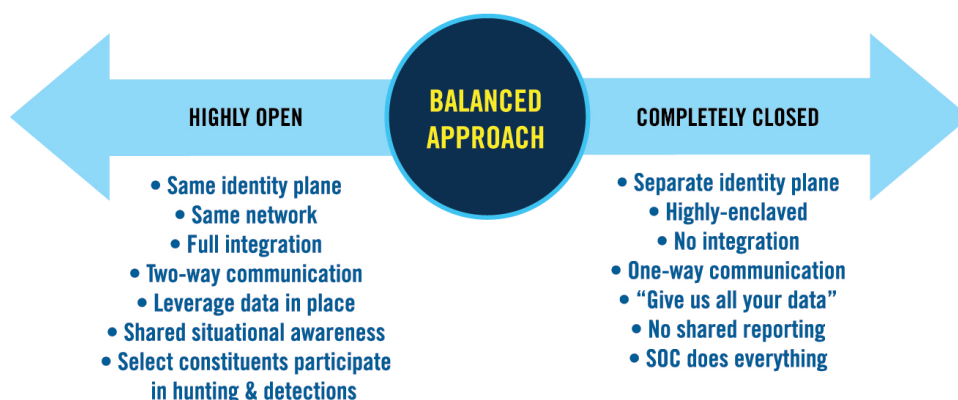 HIGHLY OPEN
• Same identity plane
• Same network
• Full integration
• Two-way communication
• Leverage data in place
• Shared situational awareness
• Select constituents participate
in hunting & detections
BALANCED
APPROACH
COMPLETELY CLOSED
• Separate identity plane
• Highly-enclaved
• No integration
• One-way communication
• “Give us all your data”
• No shared reporting
• SOC does everything